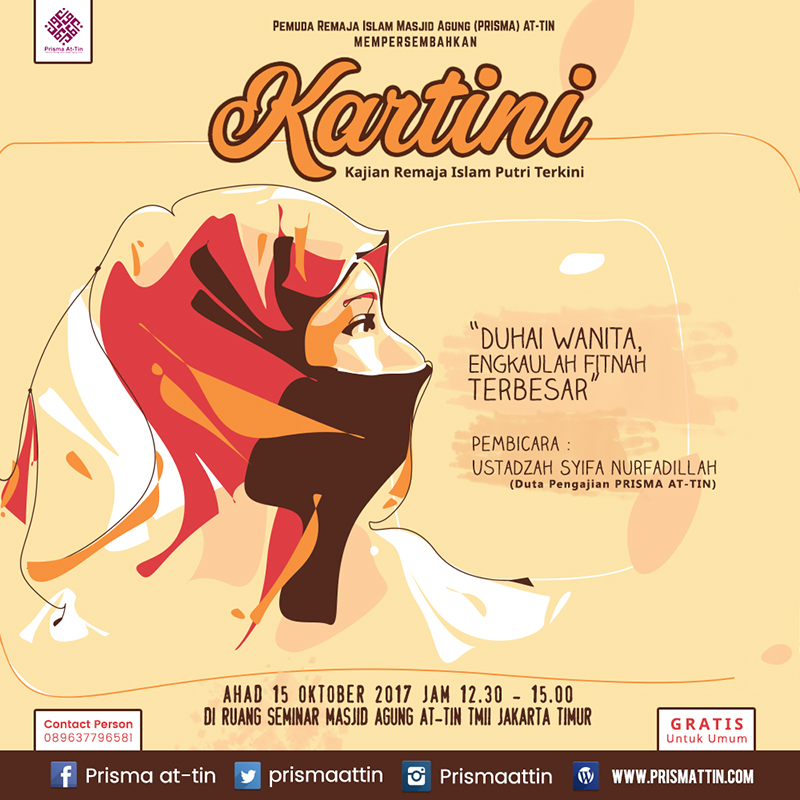 Prisma At-Tin
PEMUDA REMAJA ISLAM MASJID AGUNG (PRISMA) AT-TIN
MEMPERSEMBAHKAN
Kartini
Kajian Remaja Islam Putri Terkini
"DUHAI WANITA,
ENGKAULAH FITNAH
TERBESAR"
PEMBICARA :
USTADZAH SYIFA NURFADILLAH
(Duta Pengajian PRISMA AT-TIN)
AHAD 15 OKTOBER 2017 JAM 12.30 - 15.00
DI RUANG SEMINAR MASJID AGUNG AT-TIN TMII JAKARTA TIMUR
Contact Person
089637796581
GRATIS
Untuk Umum
Prisma at-tin
prismaattin
Prismaattin
WWW.PRISMATTIN.COM